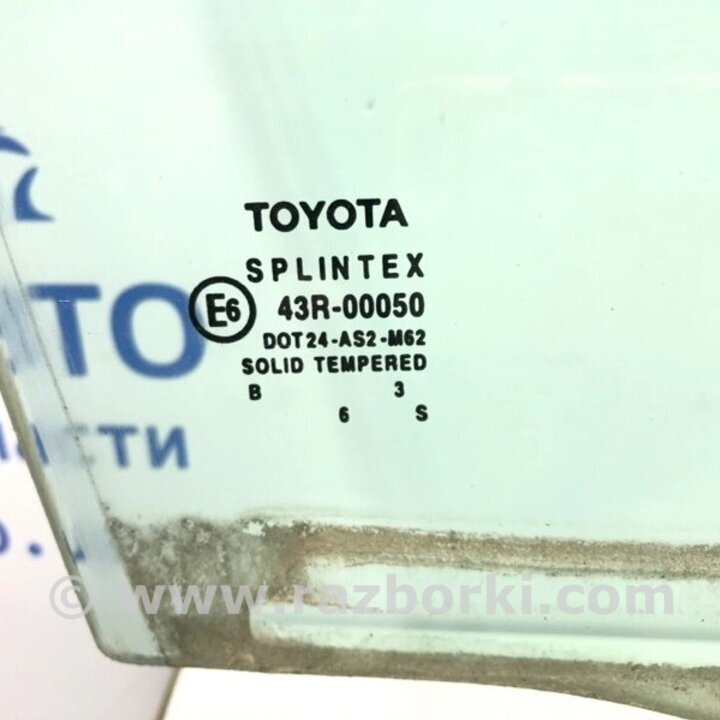 TOYOTA
SPLINTEX
E6 43R-00050
DOT24-AS2-M62
SOLID TEMPERED
B 3
6 S
© www.razborki.com